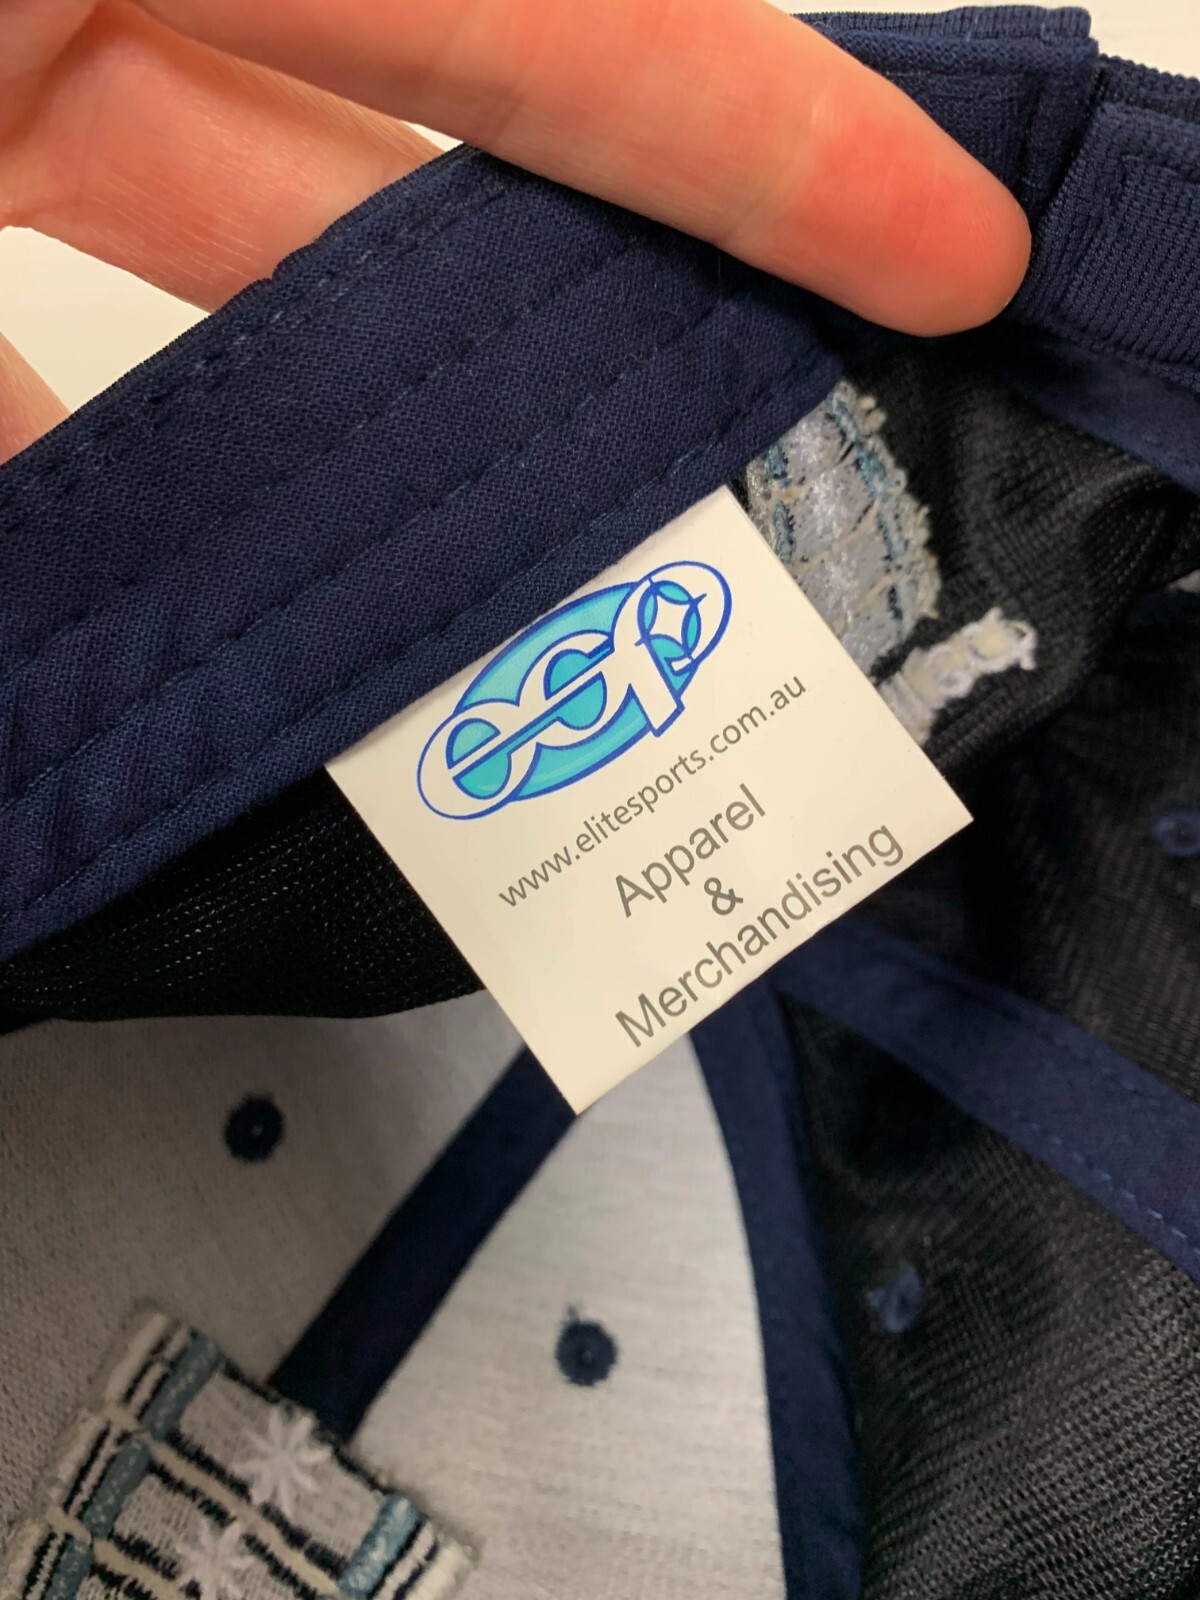 esp
www.elitesports.com.au
Apparel
&
Merchandising